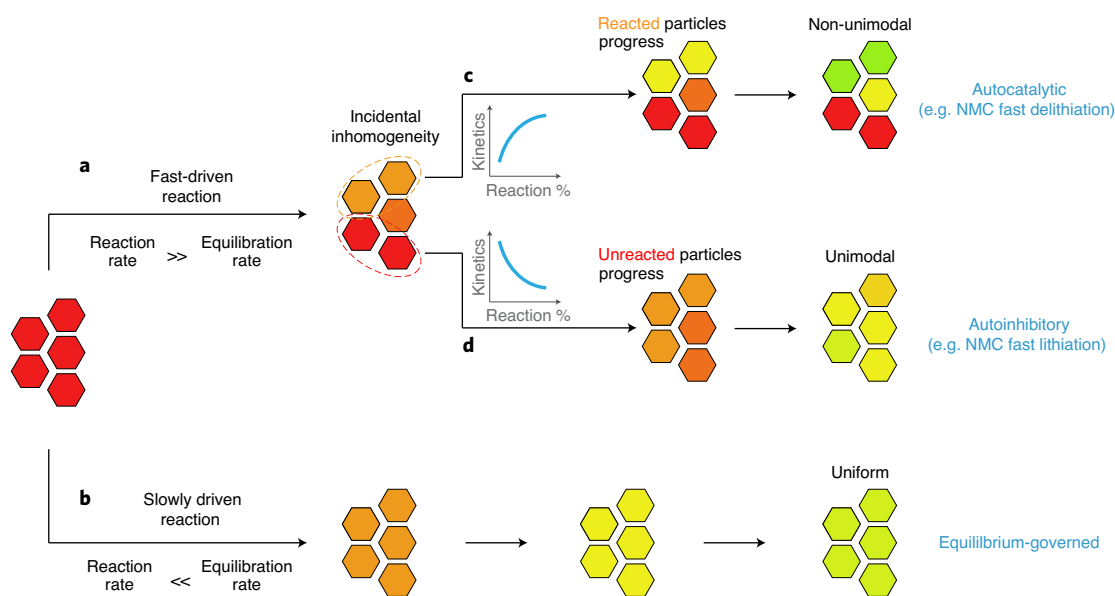 Reacted particles
progress
Non-unimodal
c
Autocatalytic
(e.g. NMC fast delithiation)
Incidental
inhomogeneity
Kinetics
Reaction %
a
Fast-driven
reaction
Reaction
rate
>>
Equilibration
rate
Kinetics
Reaction %
Unreacted particles
progress
Unimodal
d
Autoinhibitory
(e.g. NMC fast lithiation)
b
Slowly driven
reaction
Reaction
rate
<<
Equilibration
rate
Uniform
Equililbrium-governed